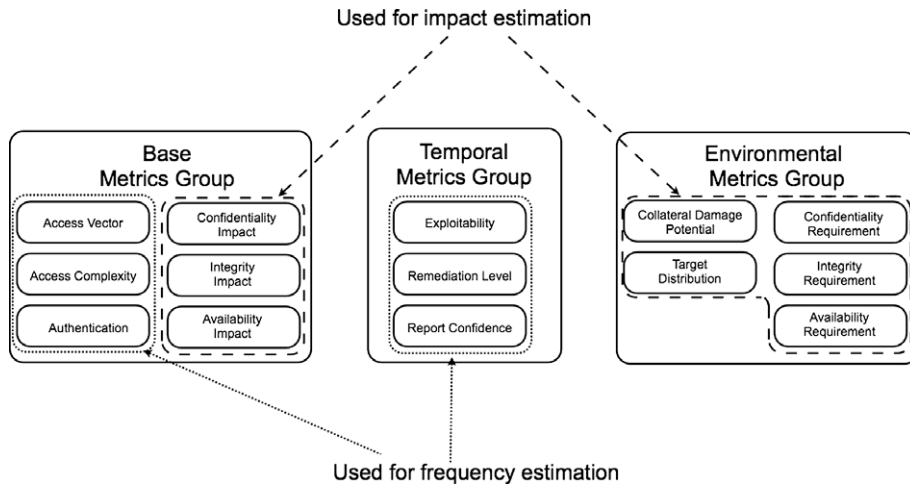 Used for impact estimation
Base
Metrics Group
Access Vector
Access Complexity
Authentication
Confidentiality
Impact
Integrity
Impact
Availability
Impact
Temporal
Metrics Group
Exploitability
Remediation Level
Report Confidence
Environmental
Metrics Group
Collateral Damage
Potential
Target
Distribution
Confidentiality
Requirement
Integrity
Requirement
Availability
Requirement
Used for frequency estimation